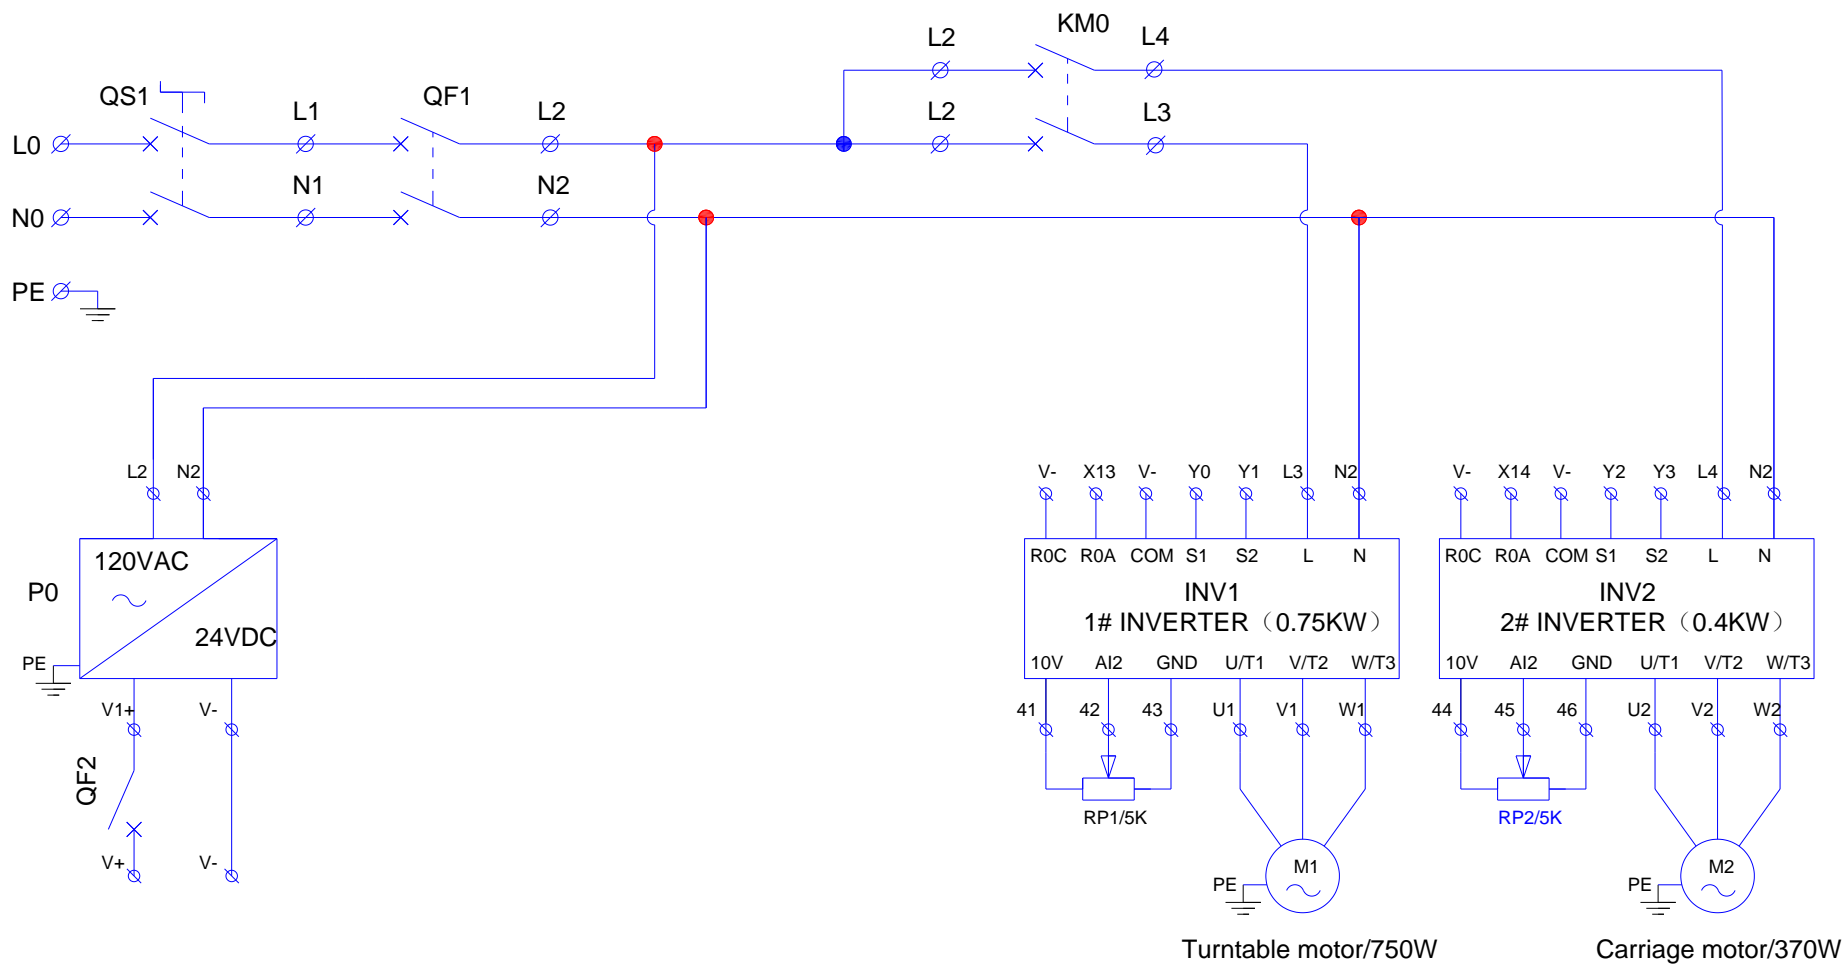 KM0
L2
L4
QS1
L1
QF1
L2
L2
L3
L0
N1
N2
N0
PE
L2
N2
V-
X13
V-
Y0
Y1
L3
N2
V-
X14
V-
Y2
Y3
L4
N2
120VAC
R0C
R0A
COM
S1
S2
L
N
R0C
R0A
COM
S1
S2
L
N
P0
INV1
INV2
1# INVERTER（0.75KW）
2# INVERTER（0.4KW）
24VDC
PE
10V
AI2
GND
U/T1
V/T2
W/T3
10V
AI2
GND
U/T1
V/T2
W/T3
V1+
V-
41
42
43
U1
V1
W1
44
45
46
U2
V2
W2
QF2
RP1/5K
RP2/5K
V+
V-
M1
M2
PE
PE
Turntable motor/750W
Carriage motor/370W